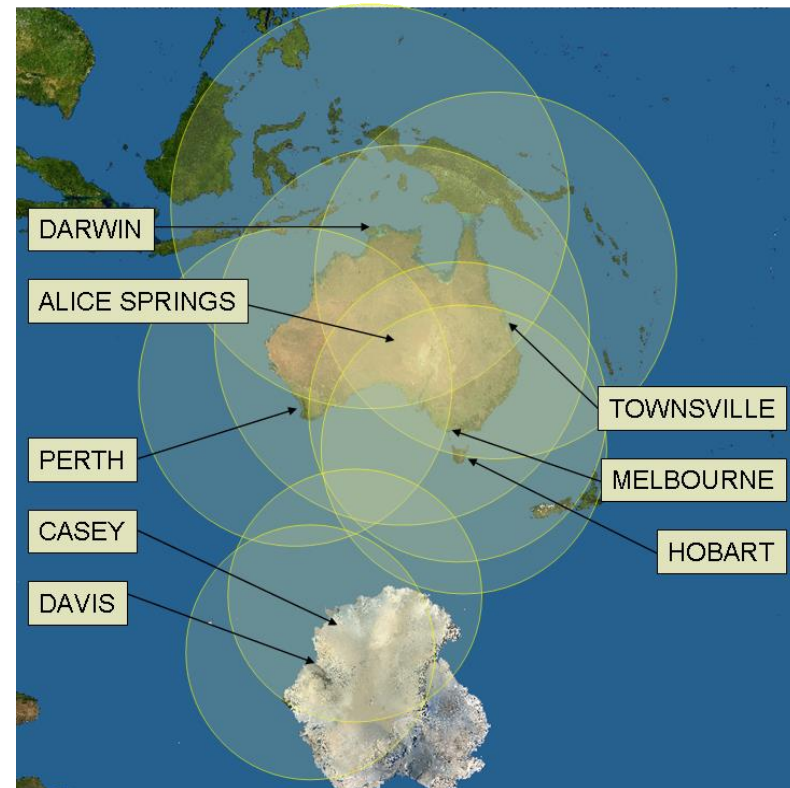 DARWIN
ALICE SPRINGS
TOWNSVILLE
PERTH
MELBOURNE
CASEY
HOBART
DAVIS